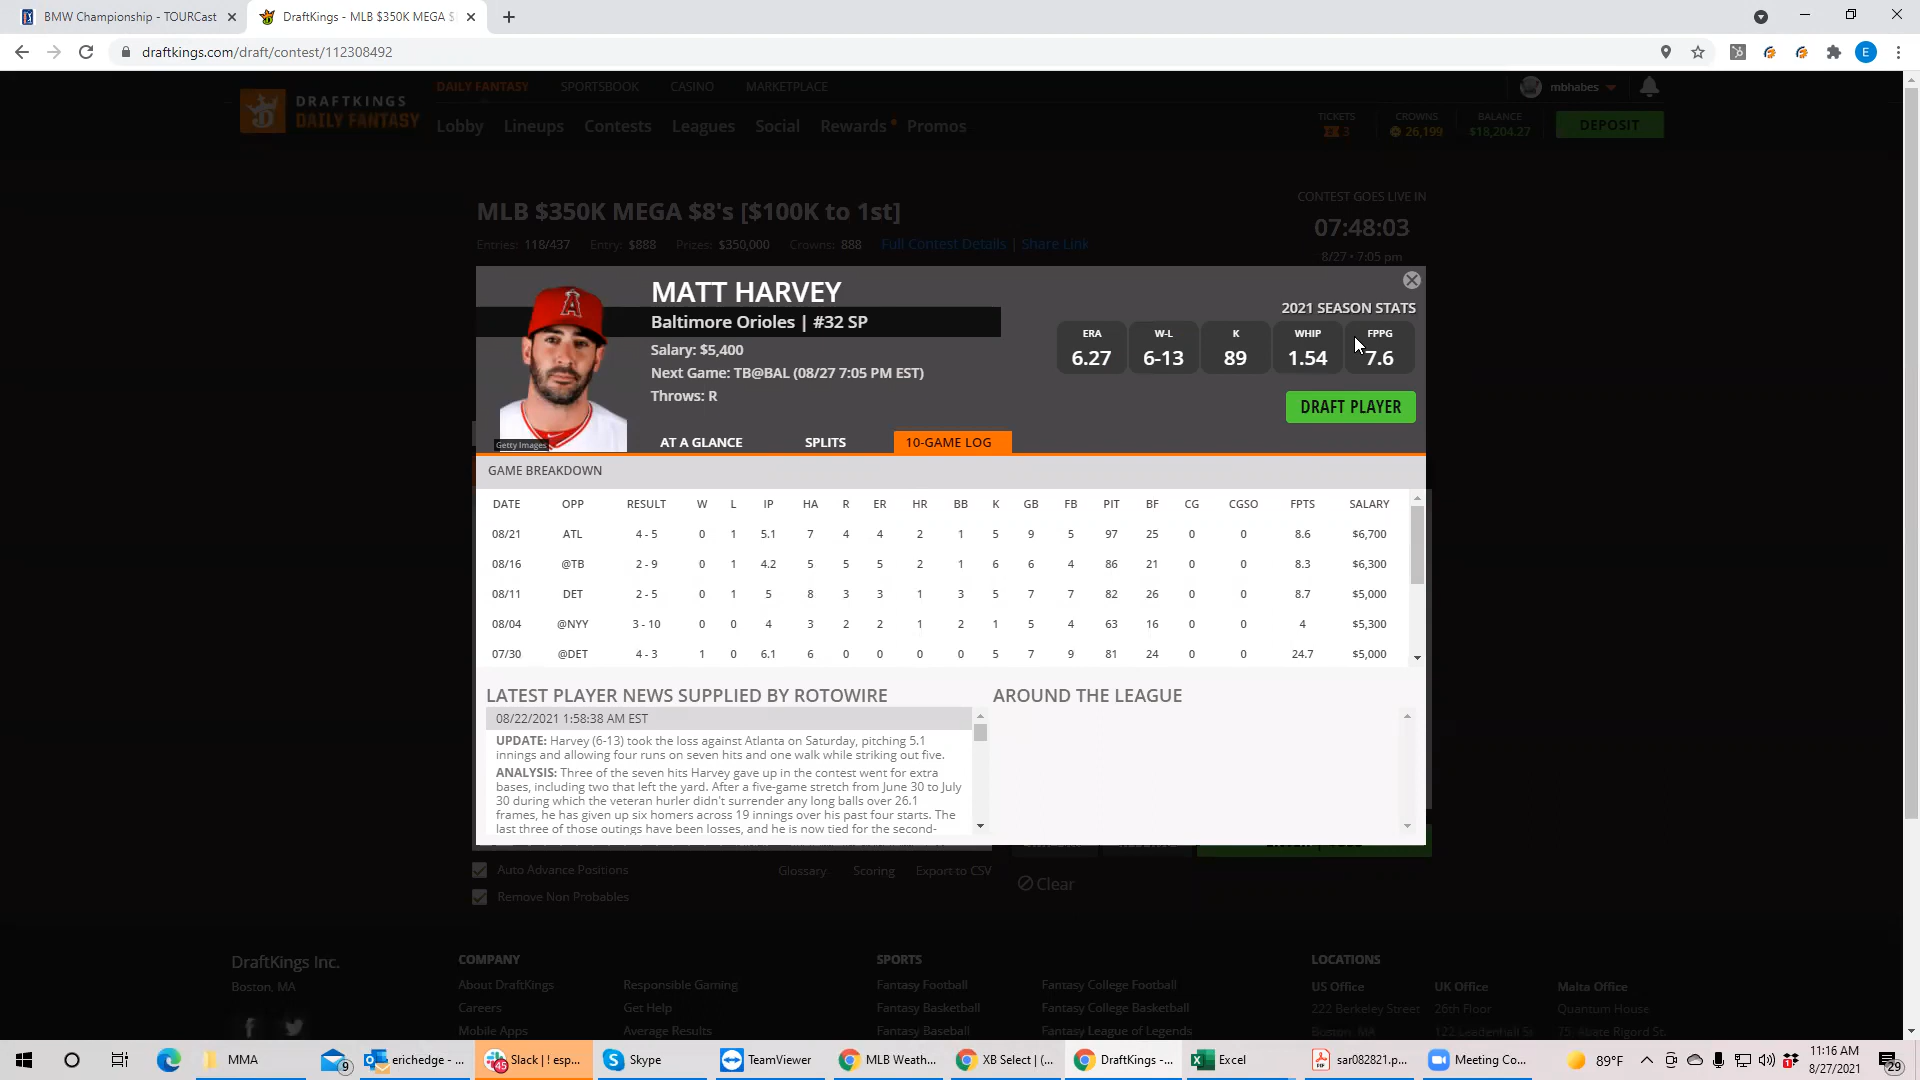 BMW Championship - TOURCast
DraftKings - MLB $350K MEGA $
draftkings.com/draft/contest/112308492
E
DRAFTKINGS
DAILY FANTASY
DAILY FANTASY SPORTSBOOK CASINO MARKETPLACE
mbhabes
Lobby Lineups Contests Leagues Social Rewards Promos
TICKETS CROWNS BALANCE
3 26,199 $18,204.27
DEPOSIT
MLB $350K MEGA $8's [$100K to 1st]
CONTEST GOES LIVE IN
07:48:03
Entries: 118/437 Entry: $888 Prizes: $350,000 Crowns: 888 Full Contest Details | Share Link
8/27 • 7:05 pm
MATT HARVEY
Baltimore Orioles | #32 SP
Salary: $5,400
Next Game: TB@BAL (08/27 7:05 PM EST)
Throws: R
Getty Images
2021 SEASON STATS
ERA W-L K WHIP FPPG
6.27 6-13 89 1.54 7.6
DRAFT PLAYER
AT A GLANCE SPLITS 10-GAME LOG
GAME BREAKDOWN
DATE OPP RESULT W L IP HA R ER HR BB K GB FB PIT BF CG CGSO FPTS SALARY
08/21 ATL 4 - 5 0 1 5.1 7 4 4 2 1 5 9 5 97 25 0 0 8.6 $6,700
08/16 @TB 2 - 9 0 1 4.2 5 5 5 2 1 6 6 4 86 21 0 0 8.3 $6,300
08/11 DET 2 - 5 0 1 5 8 3 3 1 3 5 7 7 82 26 0 0 8.7 $5,000
08/04 @NYY 3 - 10 0 0 4 3 2 2 1 2 1 5 4 63 16 0 0 4 $5,300
07/30 @DET 4 - 3 1 0 6.1 6 0 0 0 0 5 7 9 81 24 0 0 24.7 $5,000
LATEST PLAYER NEWS SUPPLIED BY ROTOWIRE
AROUND THE LEAGUE
08/22/2021 1:58:38 AM EST
UPDATE: Harvey (6-13) took the loss against Atlanta on Saturday, pitching 5.1
innings and allowing four runs on seven hits and one walk while striking out five.
ANALYSIS: Three of the seven hits Harvey gave up in the contest went for extra
bases, including two that left the yard. After a five-game stretch from June 30 to July
30 during which the veteran hurler didn't surrender any long balls over 26.1
frames, he has given up six homers across 19 innings over his past four starts. The
last three of those outings have been losses, and he is now tied for the second-
Auto Advance Positions
Glossary Scoring Export to CSV
Clear
Remove Non Probables
DraftKings Inc.
Boston, MA
COMPANY
About DraftKings Responsible Gaming
Careers Get Help
Mobile Apps Average Results
SPORTS
Fantasy Football Fantasy College Football
Fantasy Basketball Fantasy College Basketball
Fantasy Baseball Fantasy League of Legends
LOCATIONS
US Office UK Office Malta Office
222 Berkeley Street 26th Floor Quantum House
Boston, MA 122 Leadenhall St 75, Abate Rigord St.
MMA
9
erichedge - ...
45
Slack | ! esp...
Skype
TeamViewer
MLB Weath...
XB Select | (...
DraftKings -...
Excel
sar082821.p...
Meeting Co...
89°F
11:16 AM
8/27/2021
29